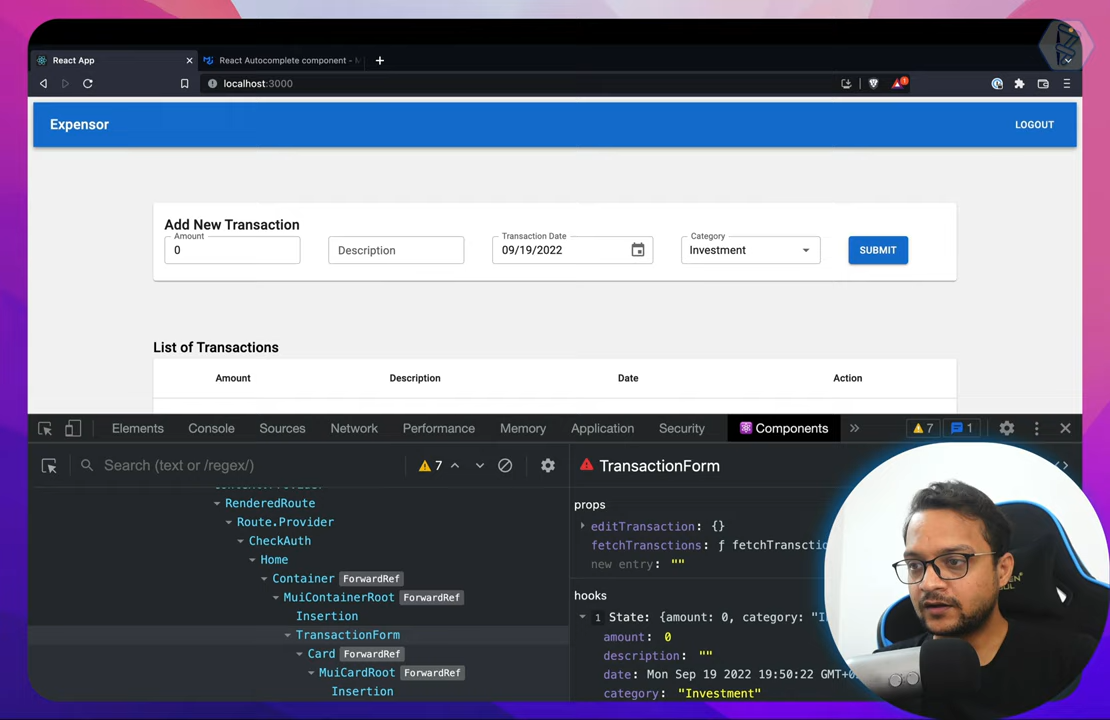 React App
React Autocomplete component -
localhost:3000
1
Expensor
LOGOUT
Add New Transaction
Amount
0
Description
Transaction Date
09/19/2022
Category
Investment
SUBMIT
List of Transactions
Amount Description Date Action
Elements Console Sources Network Performance Memory Application Security Components 7 1
Search (text or /regex/)
7
RenderedRoute
Route.Provider
CheckAuth
Home
Container ForwardRef
MuiContainerRoot ForwardRef
Insertion
TransactionForm
Card ForwardRef
MuiCardRoot ForwardRef
Insertion
TransactionForm
props
editTransaction: {}
fetchTransctions: ƒ fetchTransctio
new entry: ""
hooks
1 State: {amount: 0, category: "I
amount: 0
description: ""
date: Mon Sep 19 2022 19:50:22 GMT+
category: "Investment"